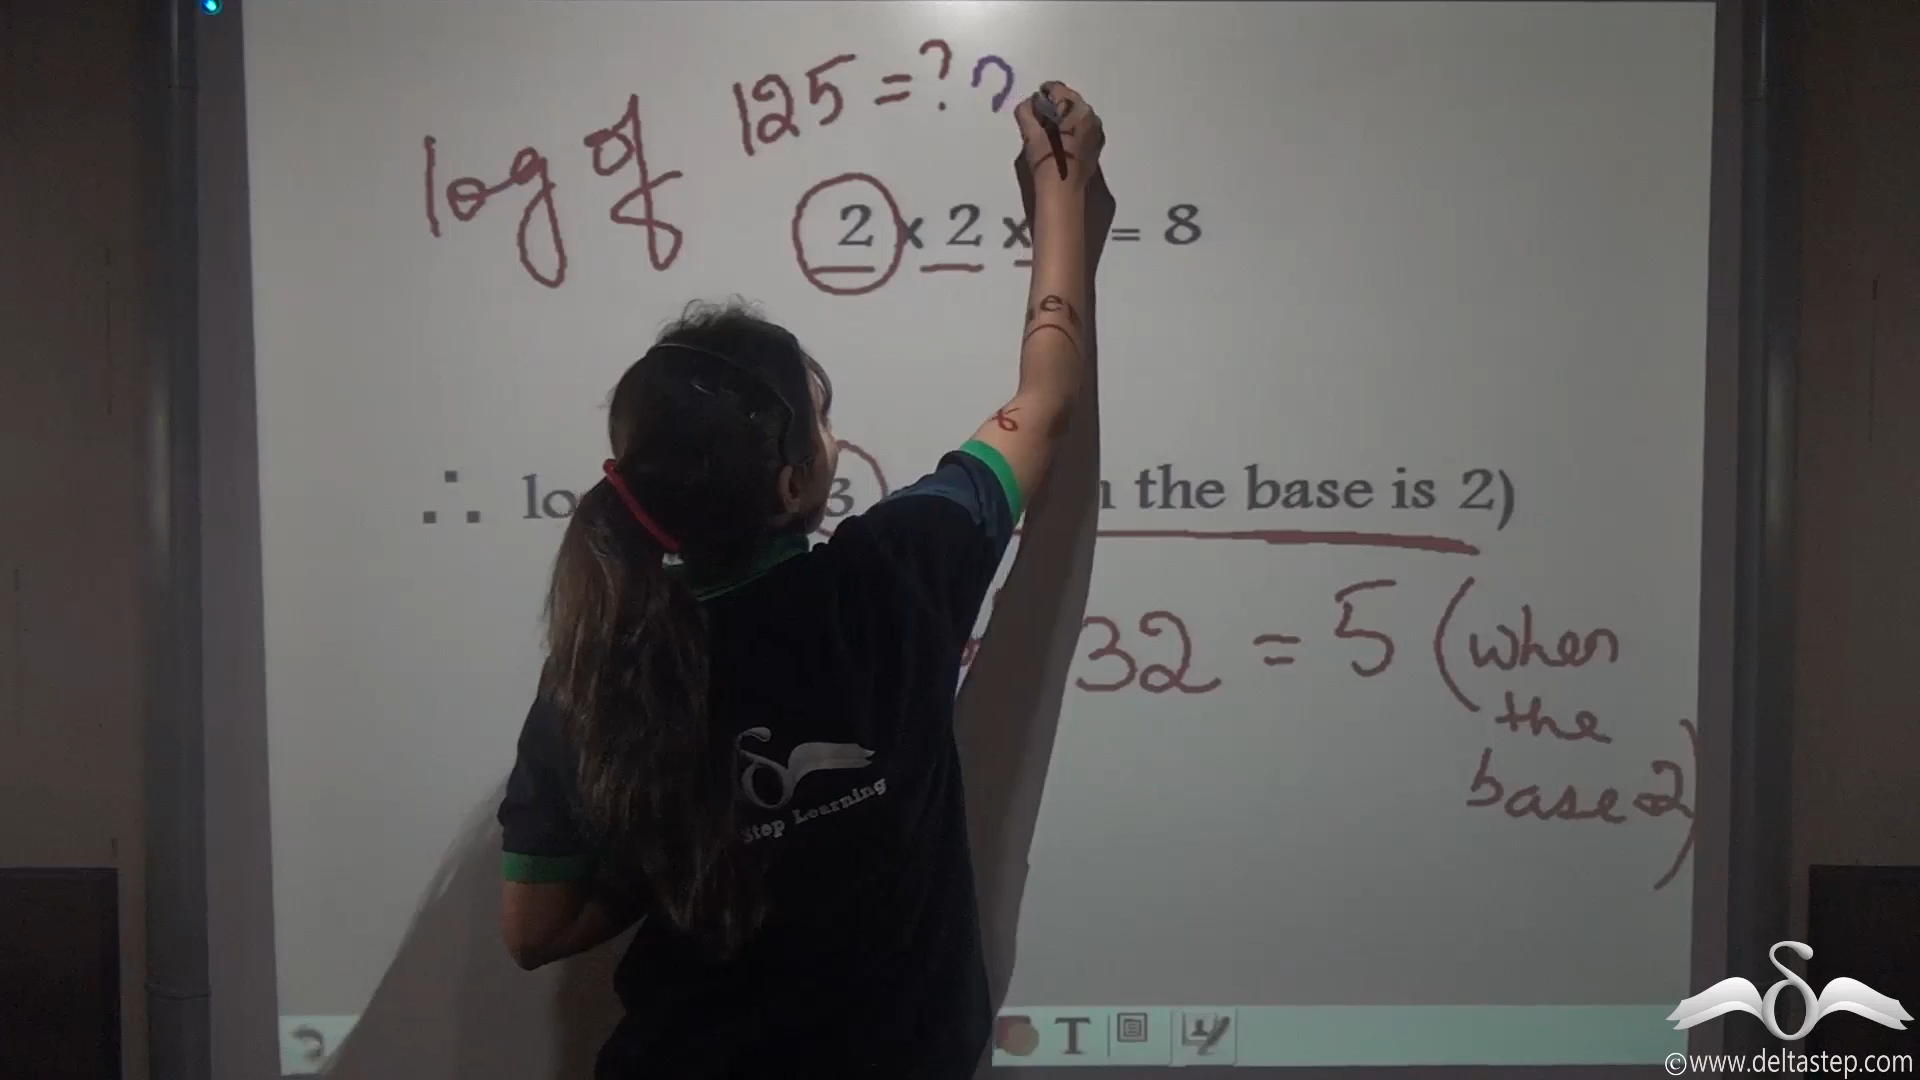 log of 125 = ?
2 x 2 x = 8
∴ 3 the base is 2)
32 = 5 (when
the
base 2)
Step Learning
T
©www.deltastep.com